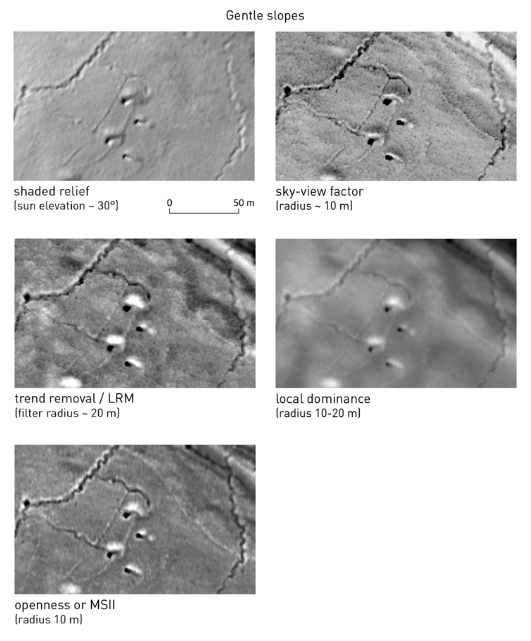 Gentle slopes
shaded relief
(sun elevation ~ 30°)
0 50 m
sky-view factor
(radius ~ 10 m)
trend removal / LRM
(filter radius ~ 20 m)
local dominance
(radius 10-20 m)
openness or MSII
(radius 10 m)